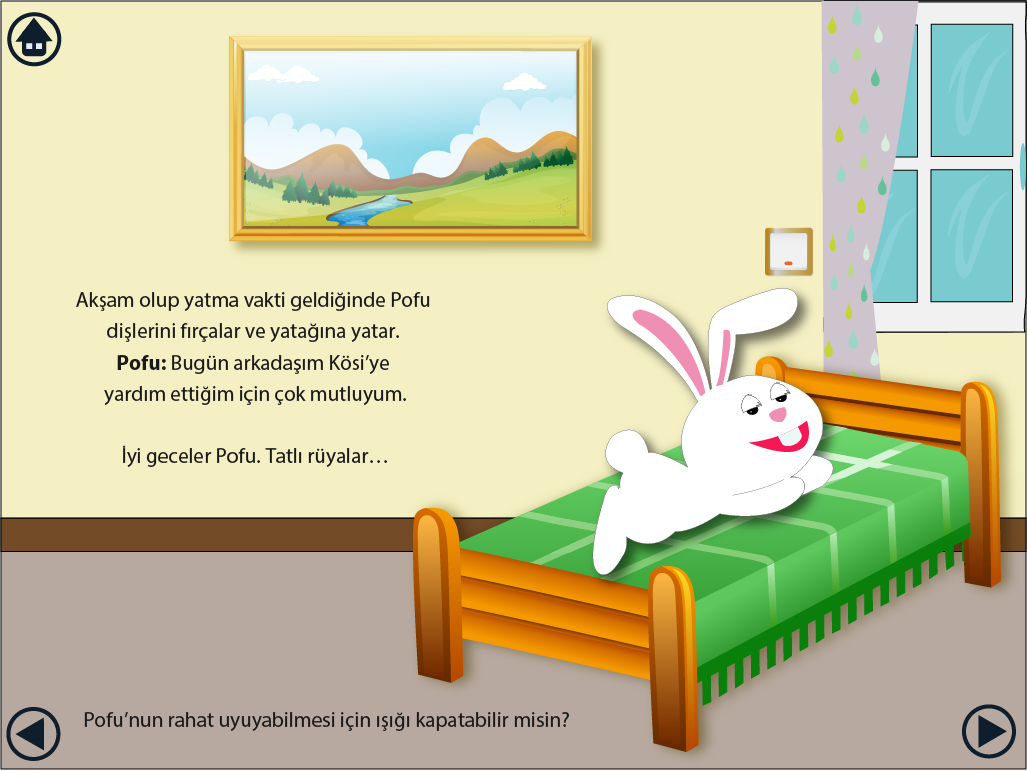 Akşam olup yatma vakti geldiğinde Pofu
dişlerini fırçalar ve yatağına yatar.
Pofu: Bugün arkadaşım Kösi’ye
yardım ettiğim için çok mutluyum.
İyi geceler Pofu. Tatlı rüyalar…
Pofu’nun rahat uyuyabilmesi için ışığı kapatabilir misin?